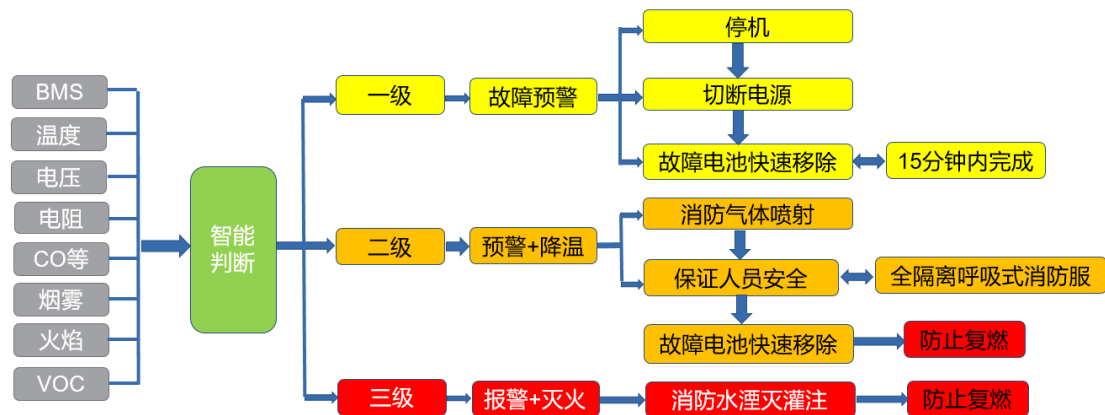 BMS
温度
电压
电阻
CO等
烟雾
火焰
VOC
智能
判断
一级
故障预警
停机
切断电源
故障电池快速移除
15分钟内完成
二级
预警+降温
消防气体喷射
保证人员安全
全隔离呼吸式消防服
故障电池快速移除
防止复燃
三级
报警+灭火
消防水湮灭灌注
防止复燃